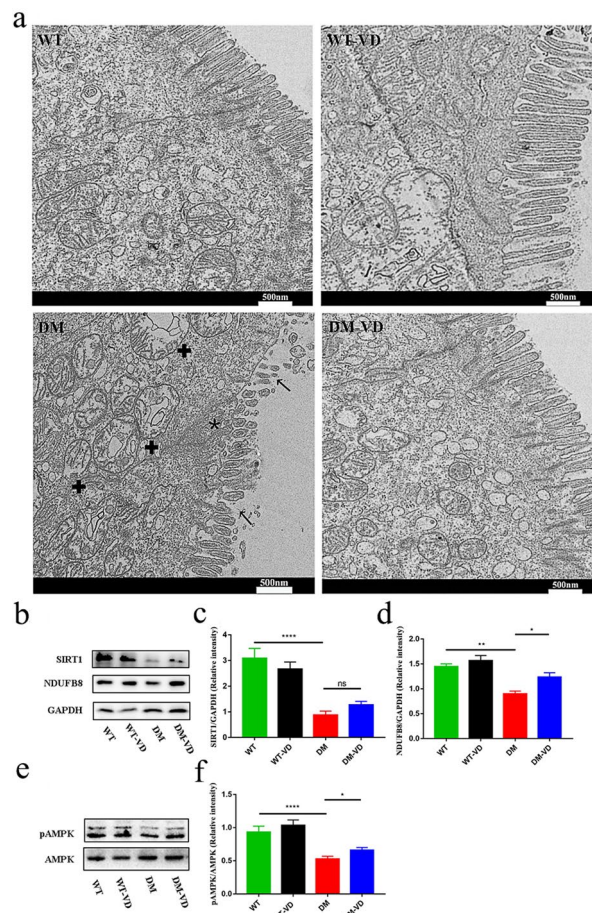 a
WT
WT-VD
500nm
500nm
DM
DM-VD
500nm
500nm
b
SIRT1
NDUFB8
GAPDH
WT
WT-VD
DM
DM-VD
c
SIRT1/GAPDH (Relative intensity)
4
3
2
1
0
****
ns
WT
WT-VD
DM
DM-VD
d
NDUFB8/GAPDH (Relative intensity)
2.0
1.5
1.0
0.5
0.0
**
*
WT
WT-VD
DM
DM-VD
e
pAMPK
AMPK
WT
WT-VD
DM
DM-VD
f
pAMPK/AMPK (Relative intensity)
1.5
1.0
0.5
0.0
****
*
WT
WT-VD
DM
DM-VD